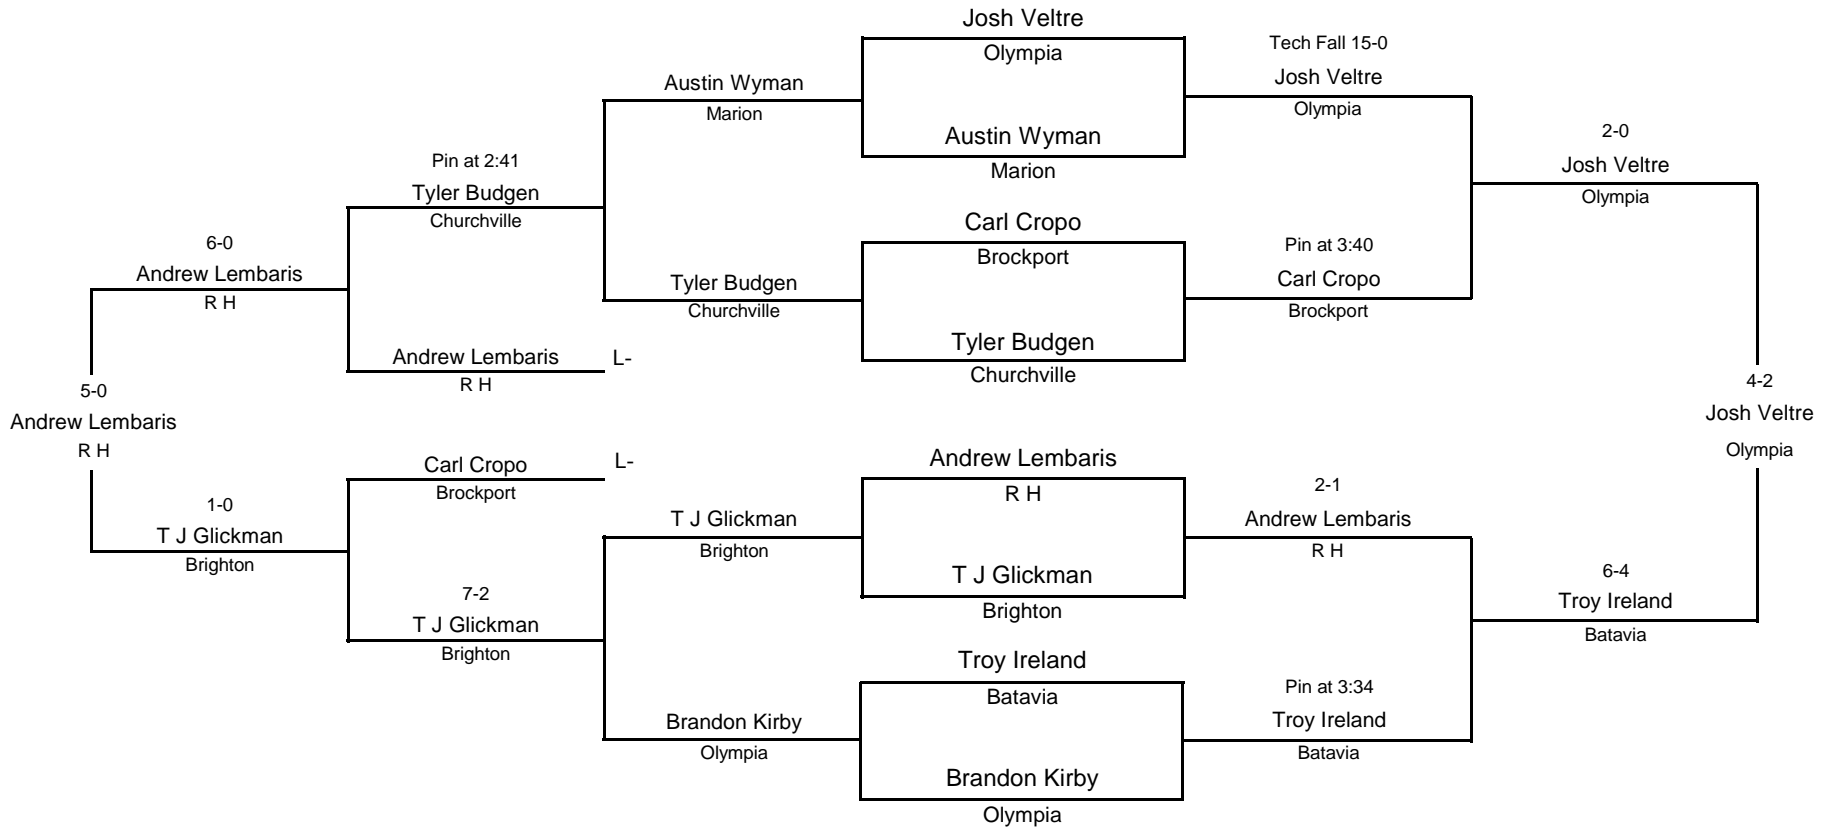 Josh Veltre
Olympia
Tech Fall 15-0
Josh Veltre
Olympia
Austin Wyman
Marion
2-0
Josh Veltre
Olympia
Austin Wyman
Marion
Pin at 2:41
Tyler Budgen
Churchville
Carl Cropo
Brockport
6-0
Andrew Lembaris
R H
Pin at 3:40
Carl Cropo
Brockport
Tyler Budgen
Churchville
Tyler Budgen
Churchville
Andrew Lembaris
R H
L-
5-0
Andrew Lembaris
R H
4-2
Josh Veltre
Olympia
Carl Cropo
Brockport
L-
Andrew Lembaris
R H
2-1
Andrew Lembaris
R H
1-0
T J Glickman
Brighton
T J Glickman
Brighton
T J Glickman
Brighton
6-4
Troy Ireland
Batavia
7-2
T J Glickman
Brighton
Troy Ireland
Batavia
Pin at 3:34
Troy Ireland
Batavia
Brandon Kirby
Olympia
Brandon Kirby
Olympia